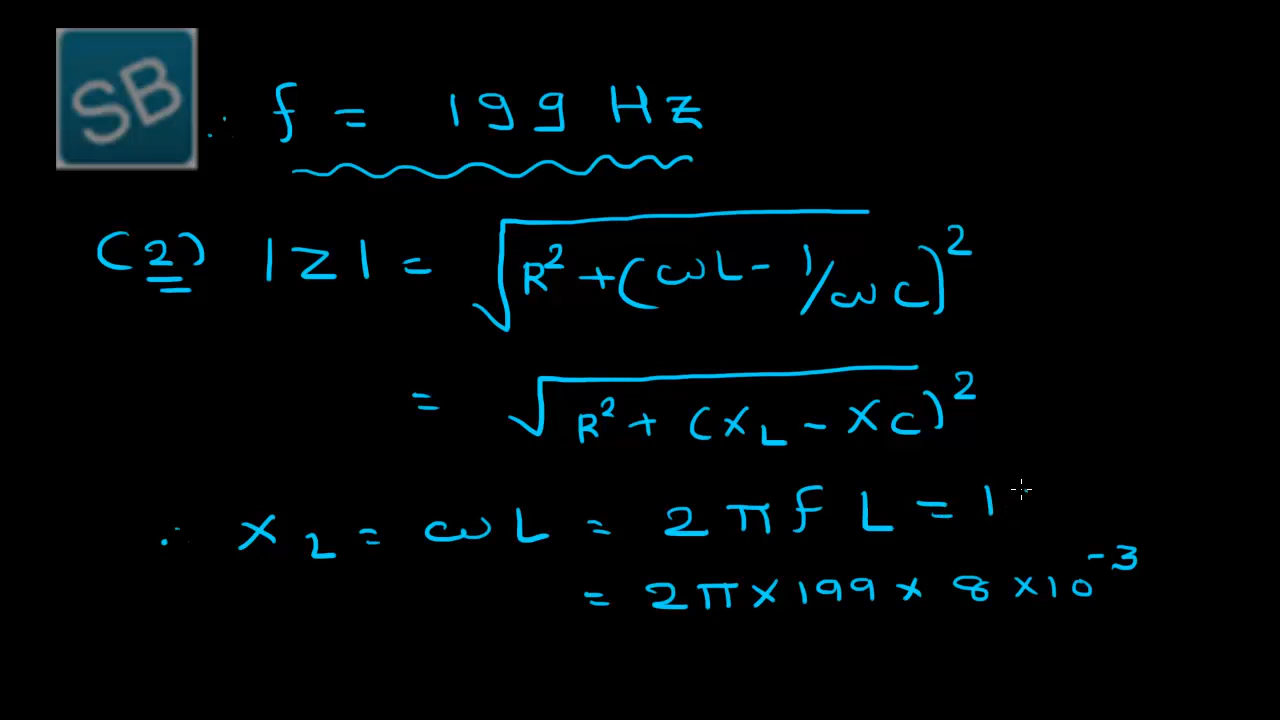 SB
∴ f = 199 Hz
(2) |Z| = √R² + (ωL - 1/ωC)²
= √R² + (XL - XC)²
∴ XL = ωL = 2πfL = 1
= 2π × 199 × 8 × 10⁻³